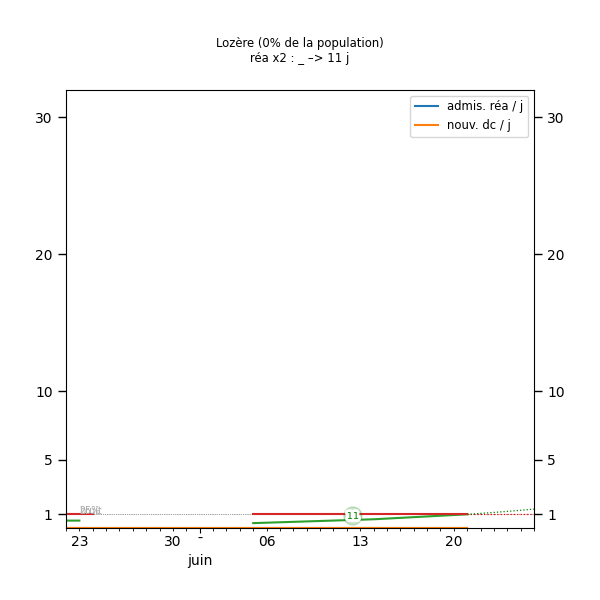 Lozère (0% de la population)
réa x2 : _ –> 11 j
admis. réa / j
nouv. dc / j
30 30
20 20
10 10
5 5
11
1 1
23 30 - 06 13 20
juin